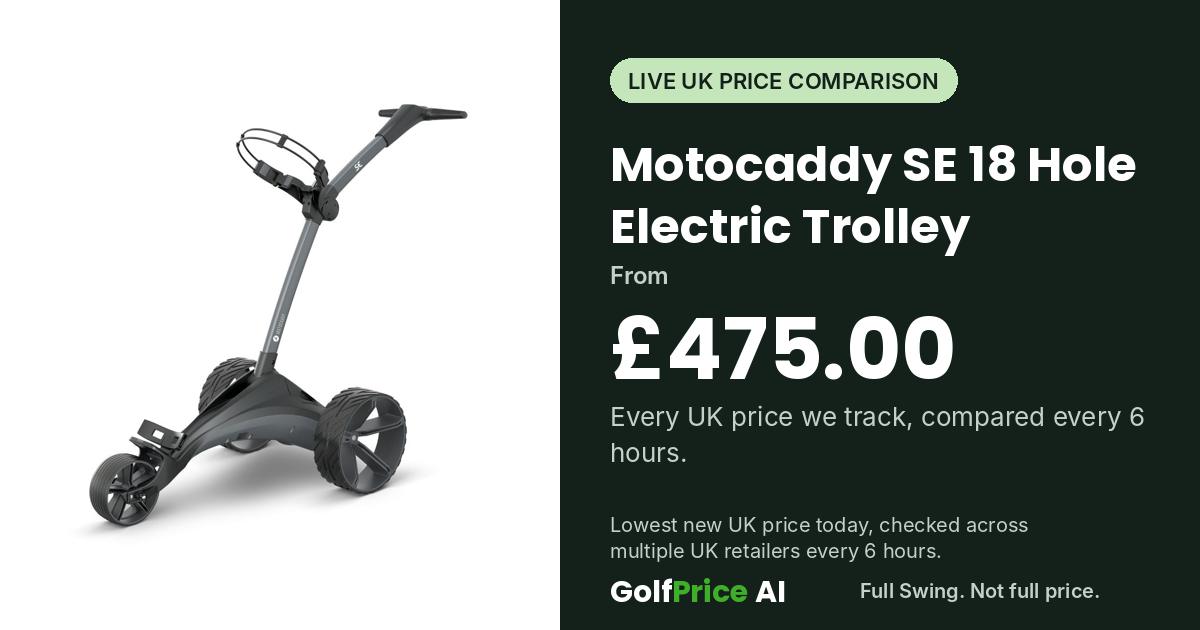 LIVE UK PRICE COMPARISON
Motocaddy SE 18 Hole
Electric Trolley
From
£475.00
Every UK price we track, compared every 6
hours.
Lowest new UK price today, checked across
multiple UK retailers every 6 hours.
GolfPrice AI
Full Swing. Not full price.
SE